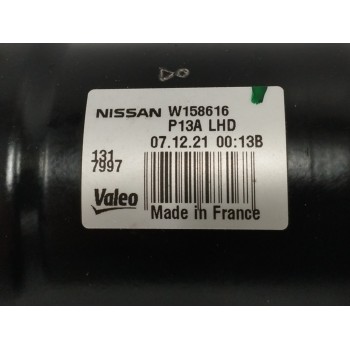 DO
NISSAN W158616
P13A LHD
07.12.21 00:13B
131
7997
Valeo
Made in France